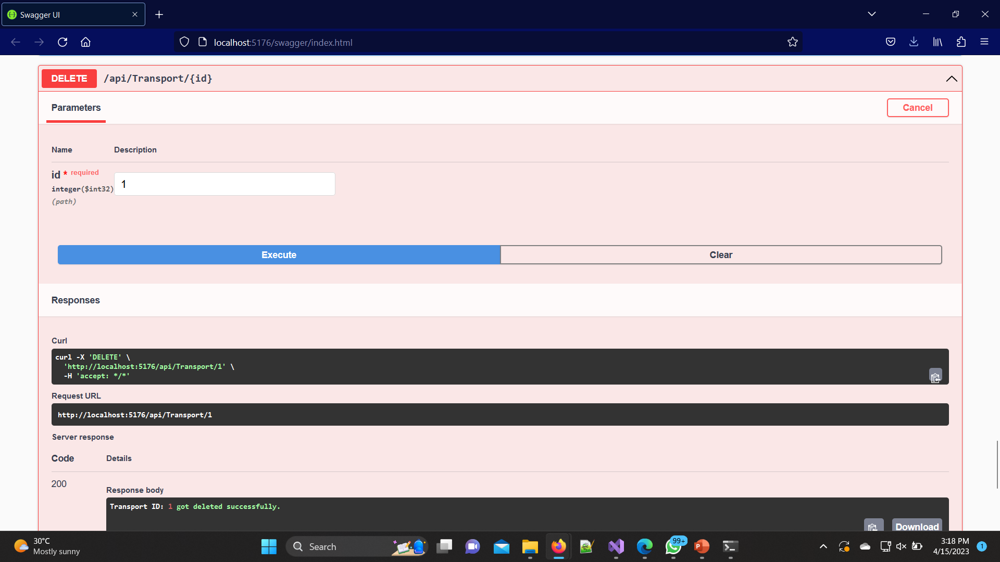 Swagger UI
localhost:5176/swagger/index.html
DELETE /api/Transport/{id}
Parameters
Cancel
Name Description
id * required
integer($int32)
(path)
1
Execute
Clear
Responses
Curl
curl -X 'DELETE' \
'http://localhost:5176/api/Transport/1' \
-H 'accept: */*'
Request URL
http://localhost:5176/api/Transport/1
Server response
Code Details
200
Response body
Transport ID: 1 got deleted successfully.
Download
30°C
Mostly sunny
Search
99+
P
3:18 PM
4/15/2023
1